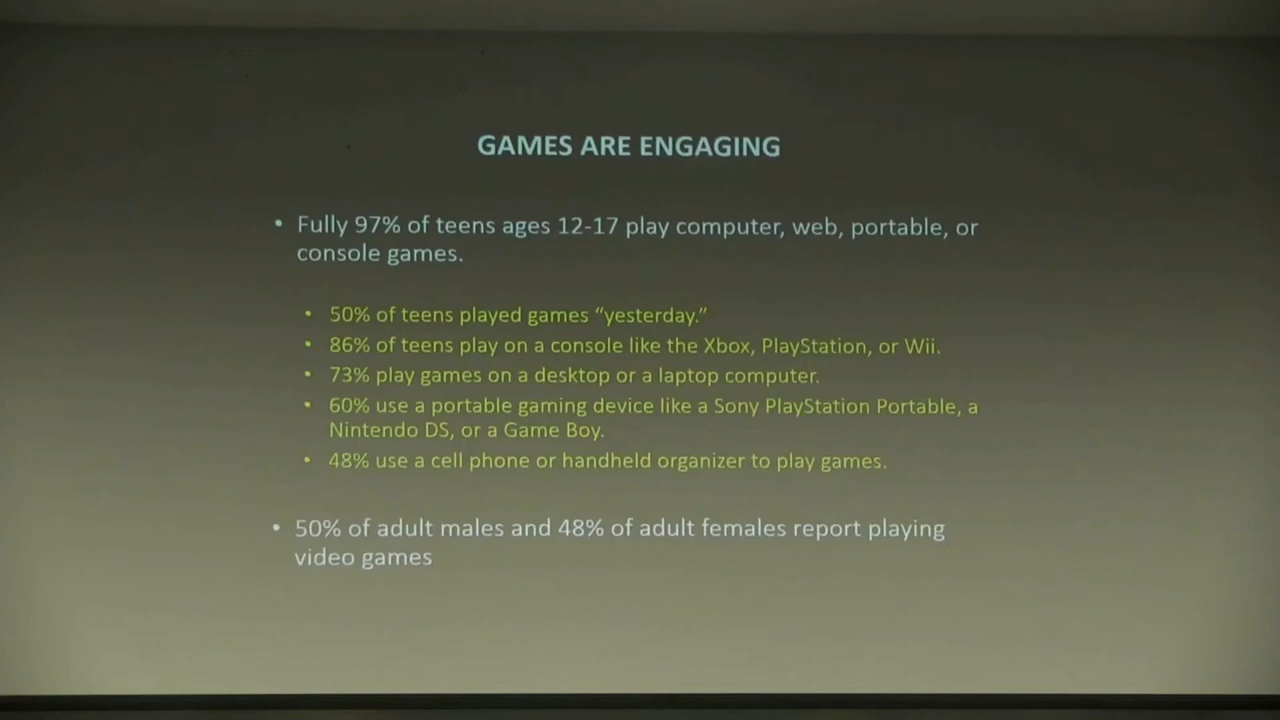 GAMES ARE ENGAGING
• Fully 97% of teens ages 12-17 play computer, web, portable, or
console games.
• 50% of teens played games “yesterday.”
• 86% of teens play on a console like the Xbox, PlayStation, or Wii.
• 73% play games on a desktop or a laptop computer.
• 60% use a portable gaming device like a Sony PlayStation Portable, a
Nintendo DS, or a Game Boy.
• 48% use a cell phone or handheld organizer to play games.
• 50% of adult males and 48% of adult females report playing
video games